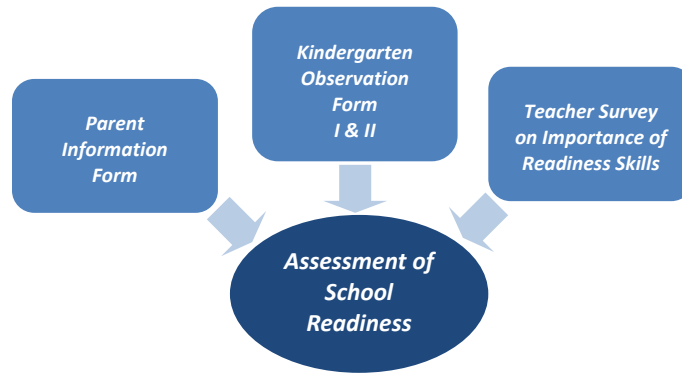 Parent
Information
Form
Kindergarten
Observation
Form
I & II
Teacher Survey
on Importance of
Readiness Skills
Assessment of
School
Readiness